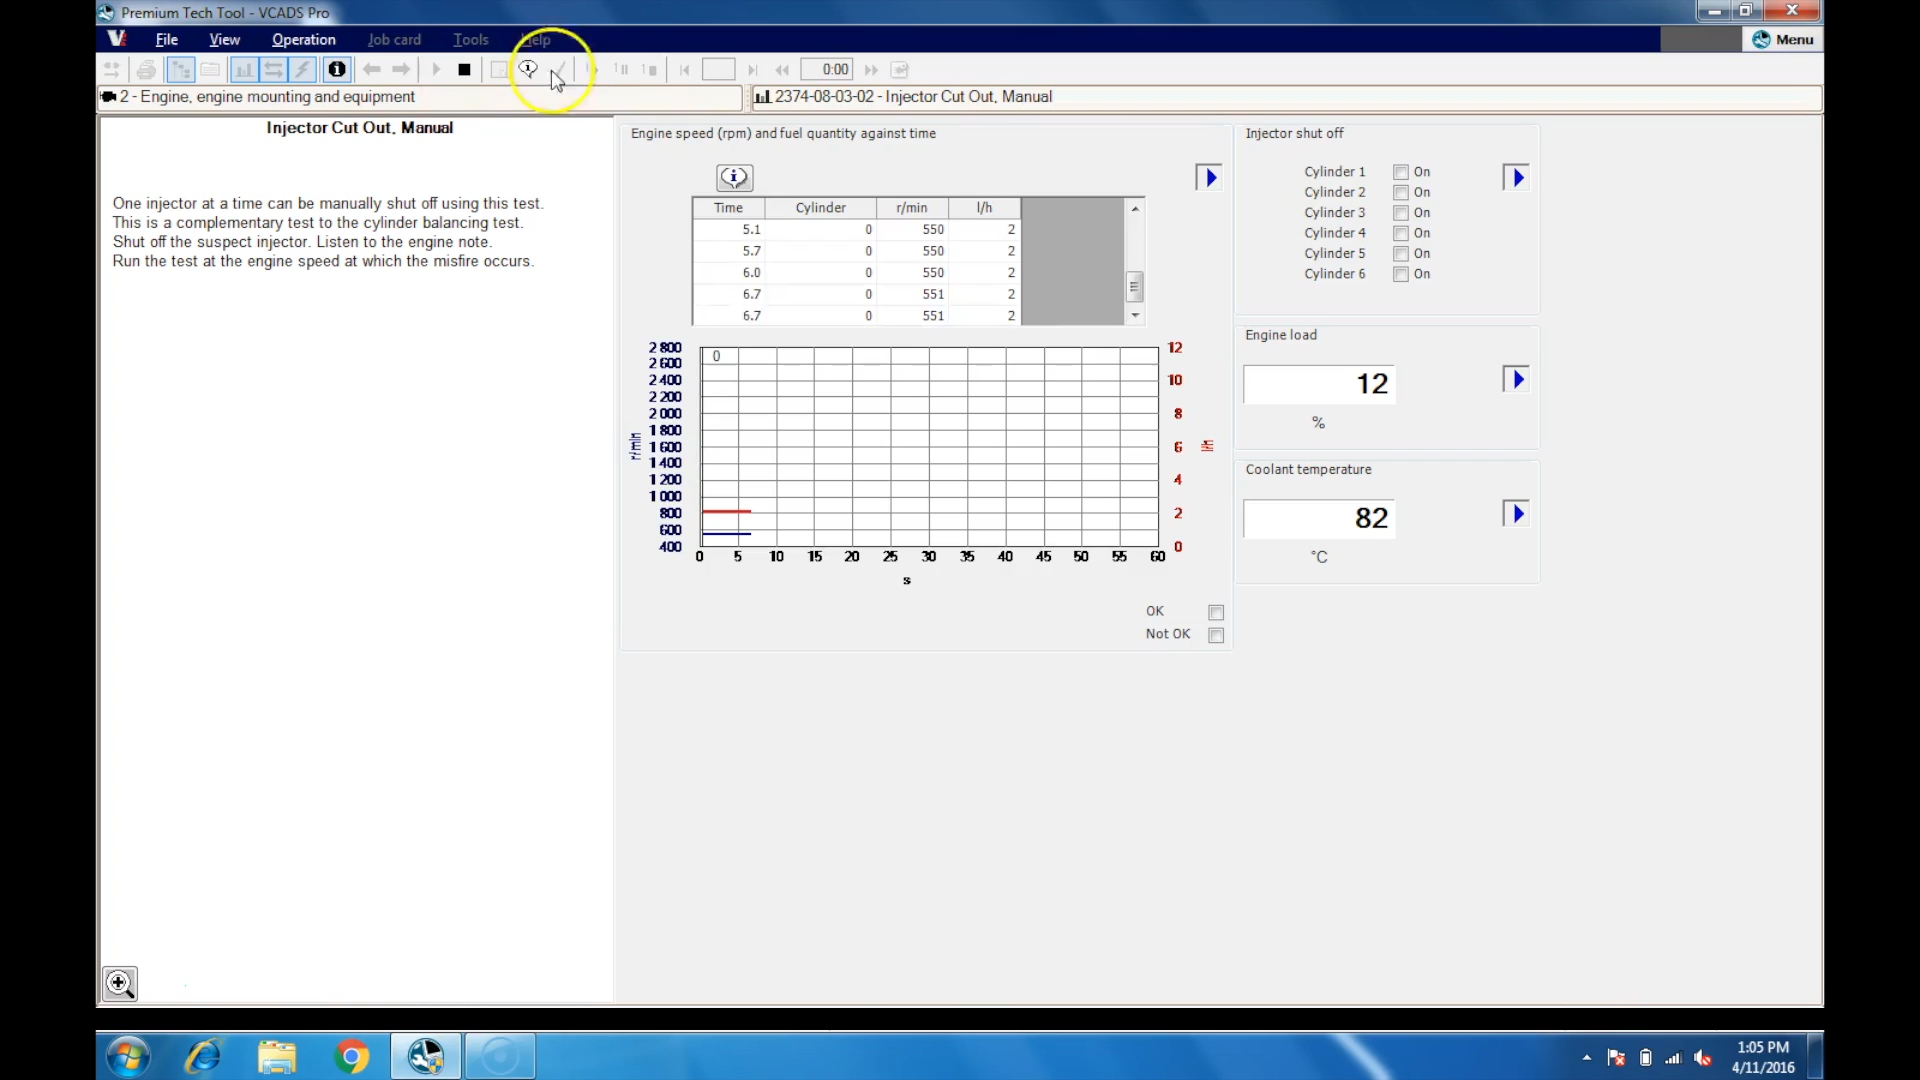 Premium Tech Tool - VCADS Pro
File View Operation Job card Tools Help
Menu
0:00
2 - Engine, engine mounting and equipment
2374-08-03-02 - Injector Cut Out, Manual
Injector Cut Out, Manual
One injector at a time can be manually shut off using this test.
This is a complementary test to the cylinder balancing test.
Shut off the suspect injector. Listen to the engine note.
Run the test at the engine speed at which the misfire occurs.
Engine speed (rpm) and fuel quantity against time
Time Cylinder r/min l/h
5.1 0 550 2
5.7 0 550 2
6.0 0 550 2
6.7 0 551 2
6.7 0 551 2
r/min
2 800
2 600
2 400
2 200
2 000
1 800
1 600
1 400
1 200
1 000
800
600
400
0
12
10
8
6
4
2
0
l/h
0 5 10 15 20 25 30 35 40 45 50 55 60
s
OK
Not OK
Injector shut off
Cylinder 1 On
Cylinder 2 On
Cylinder 3 On
Cylinder 4 On
Cylinder 5 On
Cylinder 6 On
Engine load
12
%
Coolant temperature
82
°C
1:05 PM
4/11/2016